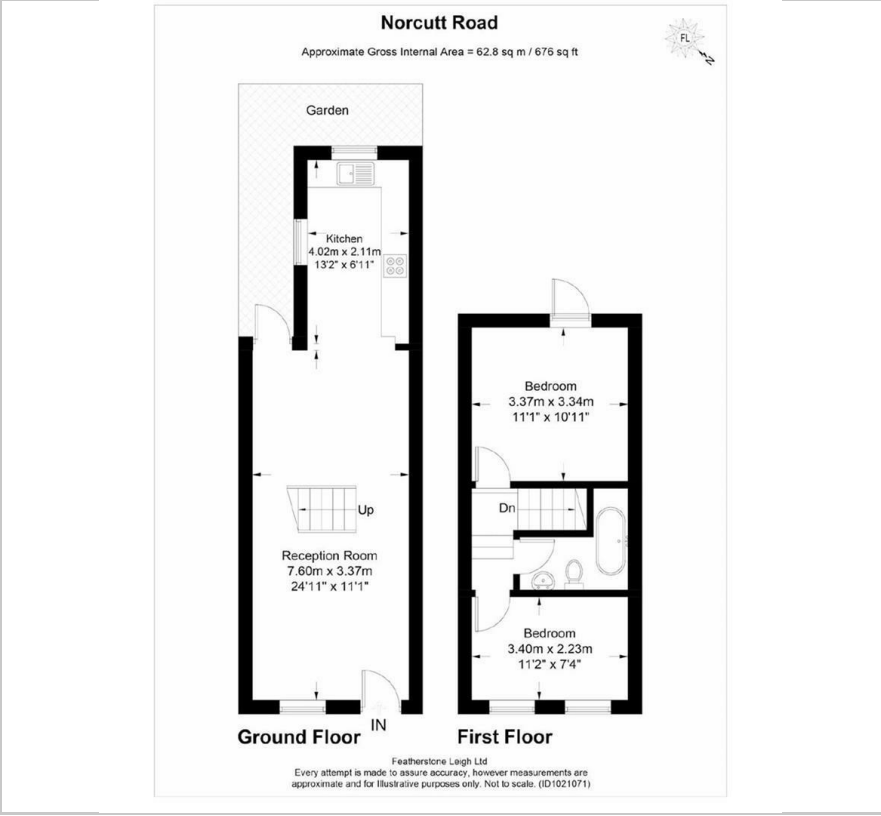 Norcutt Road
Approximate Gross Internal Area = 62.8 sq m / 676 sq ft
FL
N
Garden
Kitchen
4.02m x 2.11m
13'2" x 6'11"
Up
Reception Room
7.60m x 3.37m
24'11" x 11'1"
IN
Ground Floor
Bedroom
3.37m x 3.34m
11'1" x 10'11"
Dn
Bedroom
3.40m x 2.23m
11'2" x 7'4"
First Floor
Featherstone Leigh Ltd
Every attempt is made to assure accuracy, however measurements are
approximate and for Illustrative purposes only. Not to scale. (ID1021071)